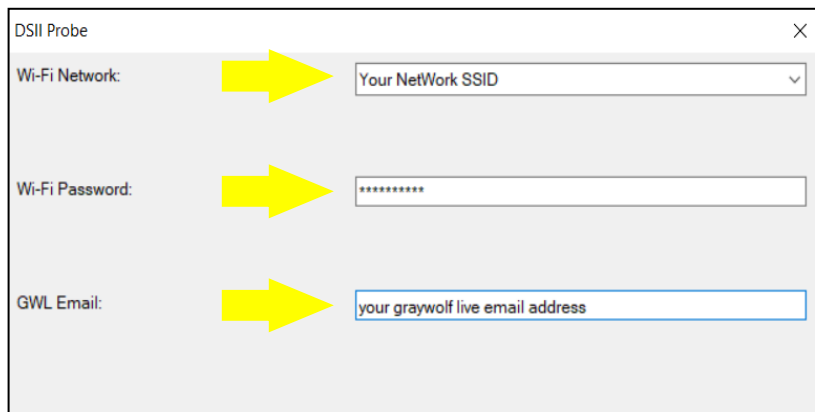 DSII Probe
Wi-Fi Network: Your NetWork SSID
Wi-Fi Password: **********
GWL Email: your graywolf live email address